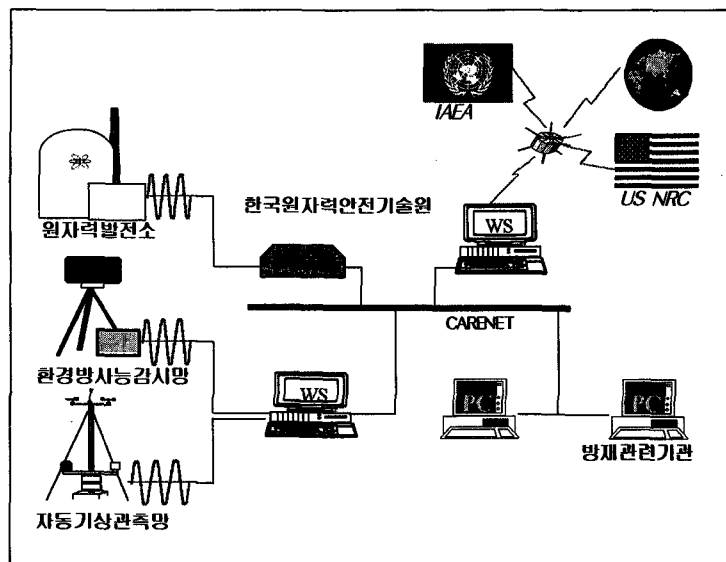 IAEA
US NRC
원자력발전소
한국원자력안전기술원
WS
CARENET
환경방사능감시망
WS
PC
PC
방재관련기관
자동기상관측망